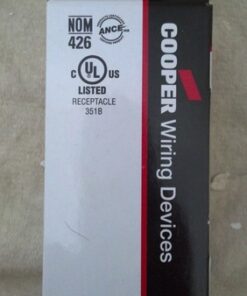 NOM
426
ANCE
C UL US
LISTED
RECEPTACLE
351B
COOPER Wiring Devices